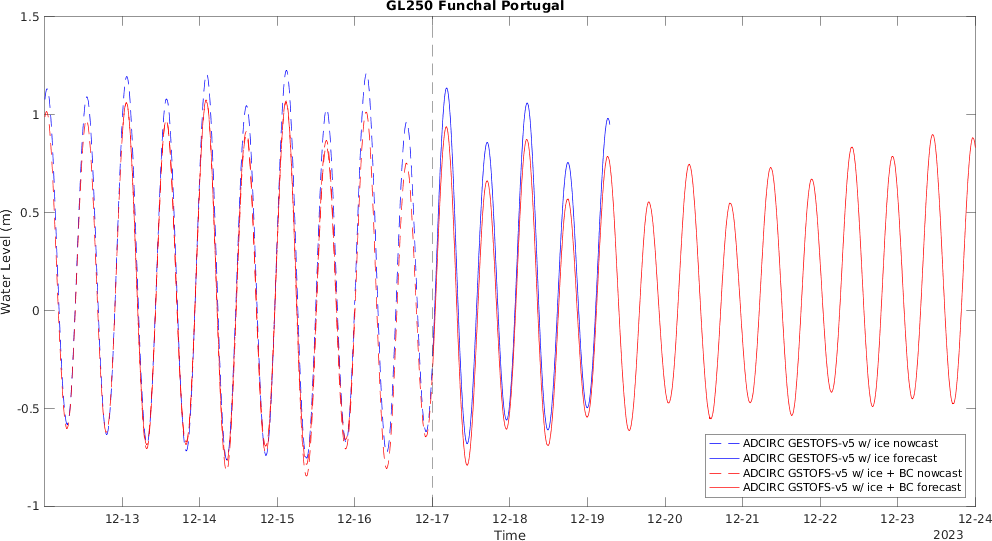 GL250 Funchal Portugal
1.5
1
0.5
0
-0.5
-1
Water Level (m)
12-13
12-14
12-15
12-16
12-17
12-18
12-19
12-20
12-21
12-22
12-23
12-24
Time
2023
ADCIRC GESTOFS-v5 w/ ice nowcast
ADCIRC GESTOFS-v5 w/ ice forecast
ADCIRC GSTOFS-v5 w/ ice + BC nowcast
ADCIRC GSTOFS-v5 w/ ice + BC forecast